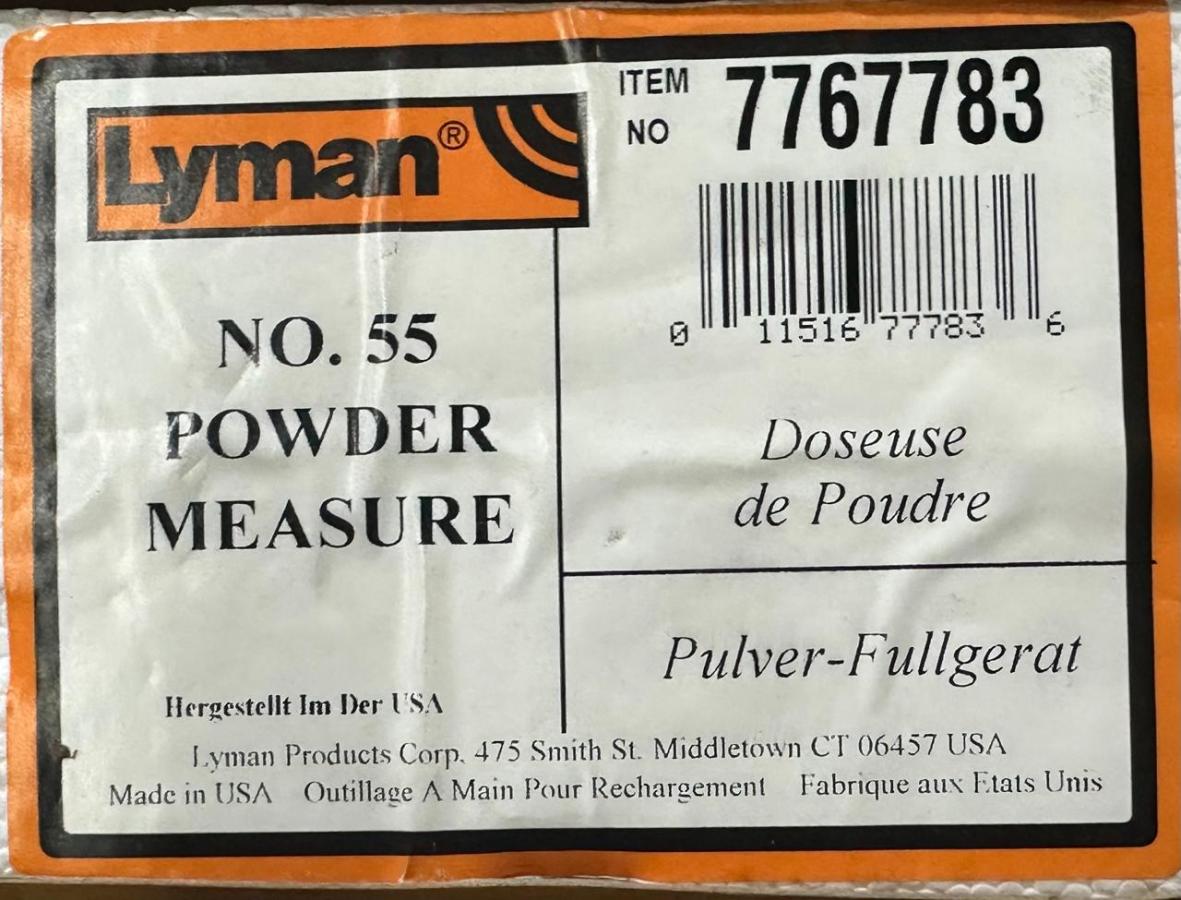 Lyman®
ITEM
NO
7767783
0 11516 77783 6
NO. 55
POWDER
MEASURE
Doseuse
de Poudre
Pulver-Fullgerat
Hergestellt Im Der USA
Lyman Products Corp. 475 Smith St. Middletown CT 06457 USA
Made in USA Outillage A Main Pour Rechargement Fabrique aux Etats Unis